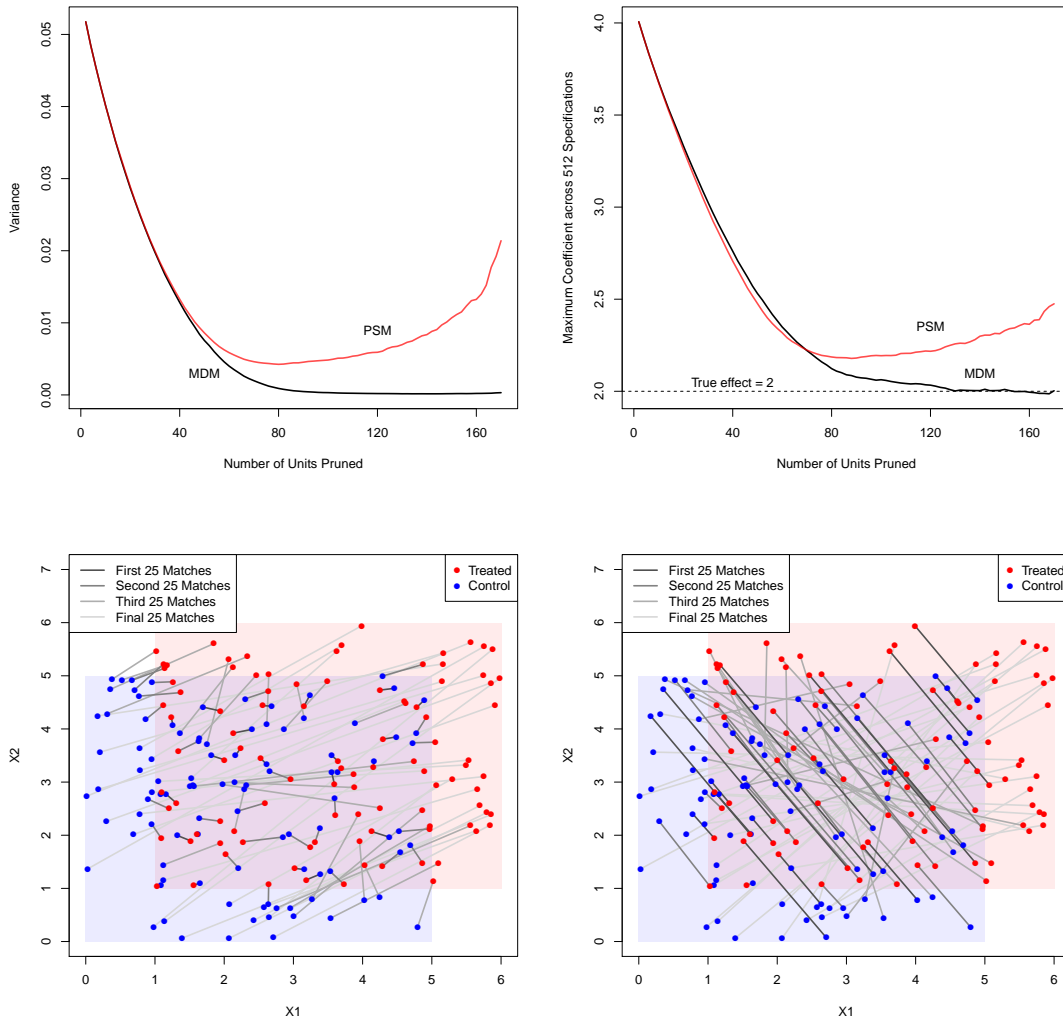 Variance
0.00 0.01 0.02 0.03 0.04 0.05
PSM
MDM
0 40 80 120 160
Number of Units Pruned
Maximum Coefficient across 512 Specifications
2.0 2.5 3.0 3.5 4.0
PSM
MDM
True effect = 2
0 40 80 120 160
Number of Units Pruned
First 25 Matches
Second 25 Matches
Third 25 Matches
Final 25 Matches
Treated
Control
X2
0 1 2 3 4 5 6 7
0 1 2 3 4 5 6
X1
First 25 Matches
Second 25 Matches
Third 25 Matches
Final 25 Matches
Treated
Control
X2
0 1 2 3 4 5 6 7
0 1 2 3 4 5 6
X1